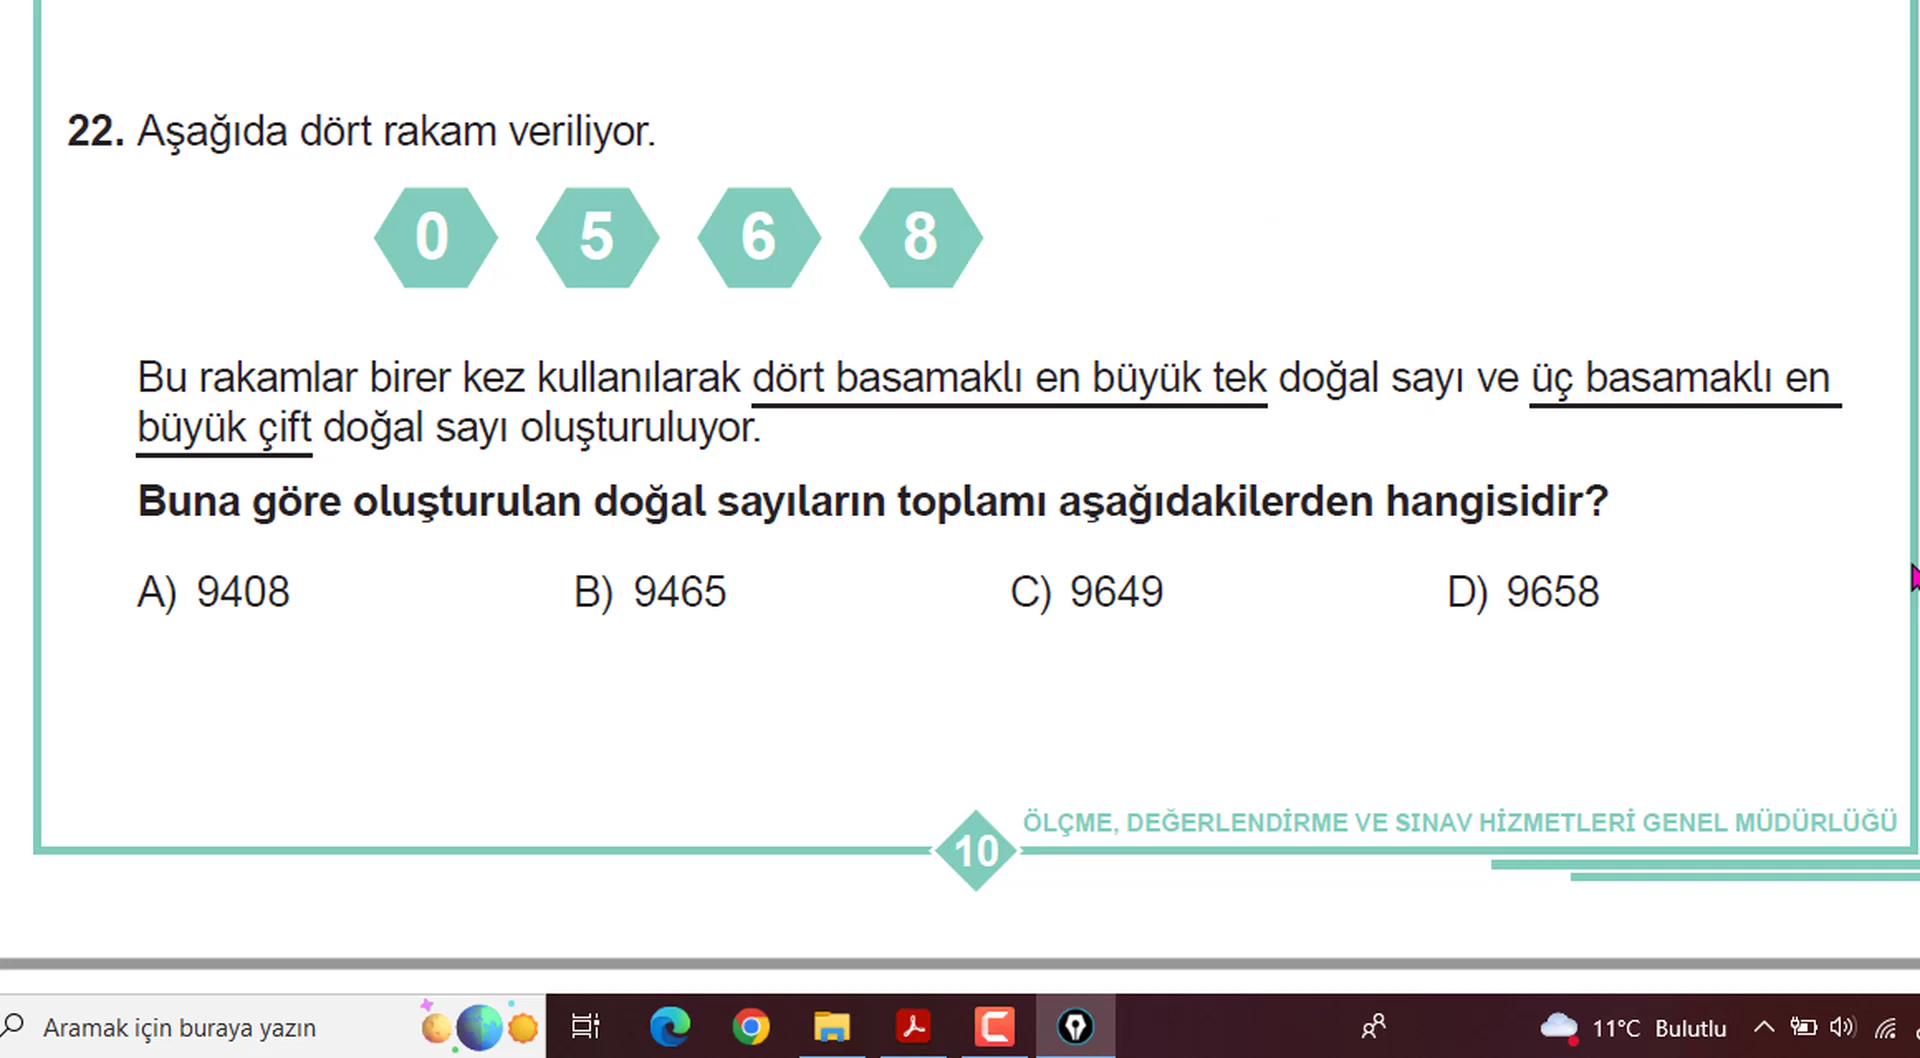 22. Aşağıda dört rakam veriliyor.
0 5 6 8
Bu rakamlar birer kez kullanılarak dört basamaklı en büyük tek doğal sayı ve üç basamaklı en
büyük çift doğal sayı oluşturuluyor.
Buna göre oluşturulan doğal sayıların toplamı aşağıdakilerden hangisidir?
A) 9408 B) 9465 C) 9649 D) 9658
ÖLÇME, DEĞERLENDİRME VE SINAV HİZMETLERİ GENEL MÜDÜRLÜĞÜ
10
Aramak için buraya yazın 11°C Bulutlu